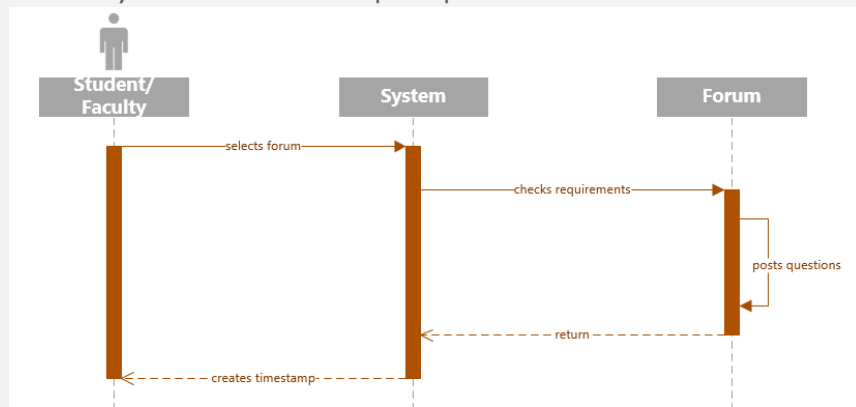 Student/
Faculty
System
Forum
selects forum
checks requirements
posts questions
return
creates timestamp